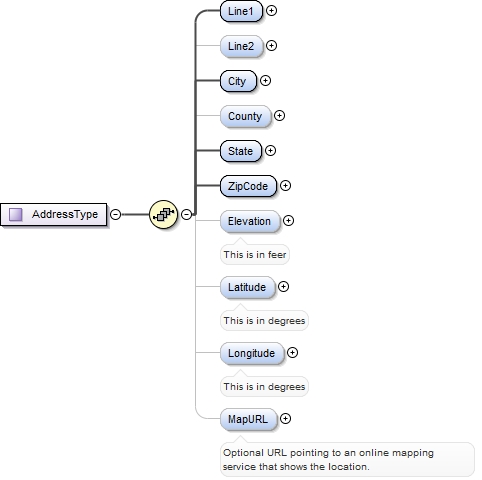 Line1
Line2
City
County
State
AddressType
ZipCode
Elevation
This is in feer
Latitude
This is in degrees
Longitude
This is in degrees
MapURL
Optional URL pointing to an online mapping
service that shows the location.